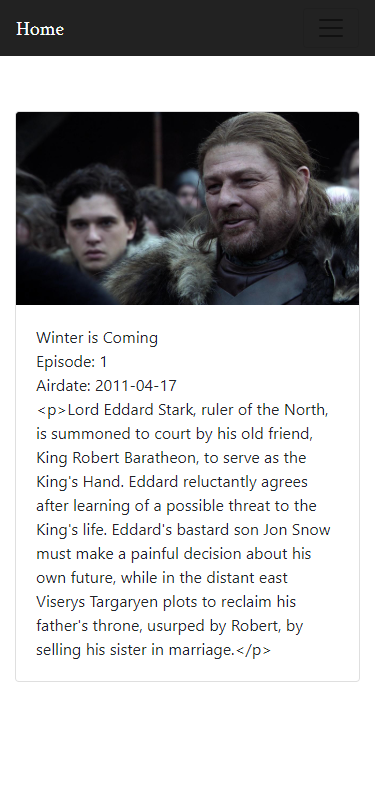 Home
Winter is Coming
Episode: 1
Airdate: 2011-04-17
<p>Lord Eddard Stark, ruler of the North,
is summoned to court by his old friend,
King Robert Baratheon, to serve as the
King's Hand. Eddard reluctantly agrees
after learning of a possible threat to the
King's life. Eddard's bastard son Jon Snow
must make a painful decision about his
own future, while in the distant east
Viserys Targaryen plots to reclaim his
father's throne, usurped by Robert, by
selling his sister in marriage.</p>